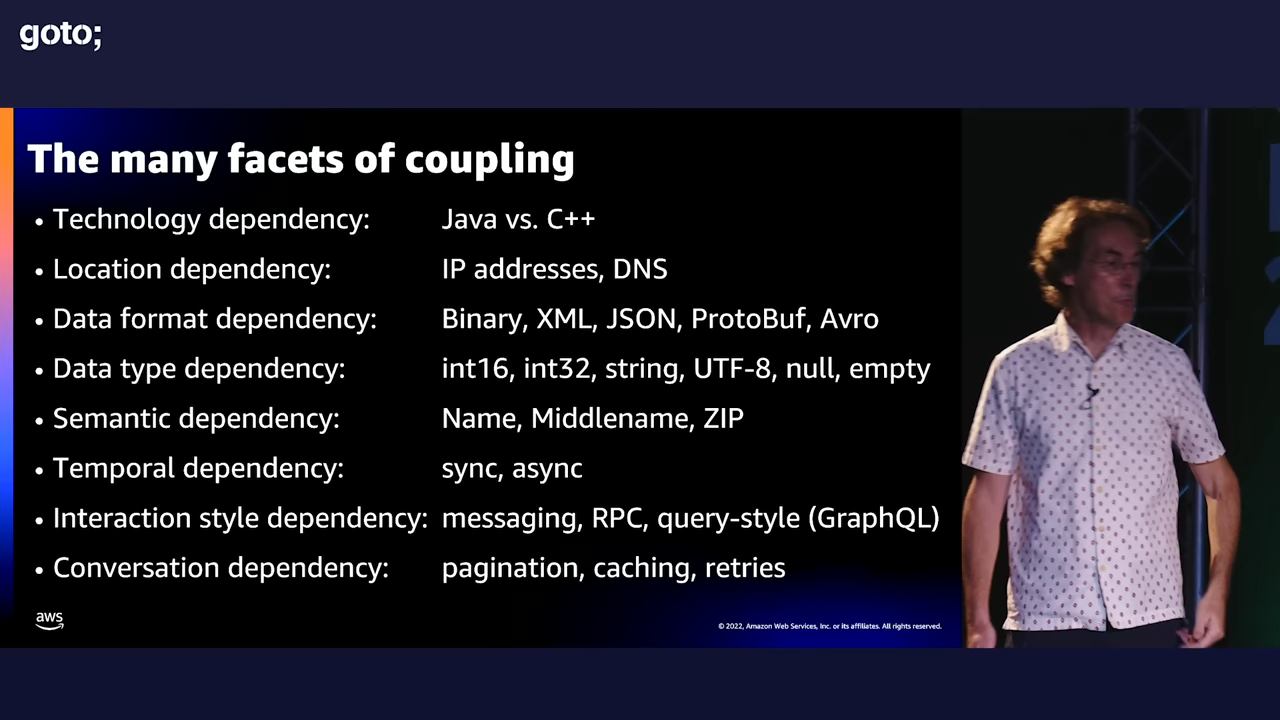 goto;
The many facets of coupling
• Technology dependency: Java vs. C++
• Location dependency: IP addresses, DNS
• Data format dependency: Binary, XML, JSON, ProtoBuf, Avro
• Data type dependency: int16, int32, string, UTF-8, null, empty
• Semantic dependency: Name, Middlename, ZIP
• Temporal dependency: sync, async
• Interaction style dependency: messaging, RPC, query-style (GraphQL)
• Conversation dependency: pagination, caching, retries
aws
© 2022, Amazon Web Services, Inc. or its affiliates. All rights reserved.